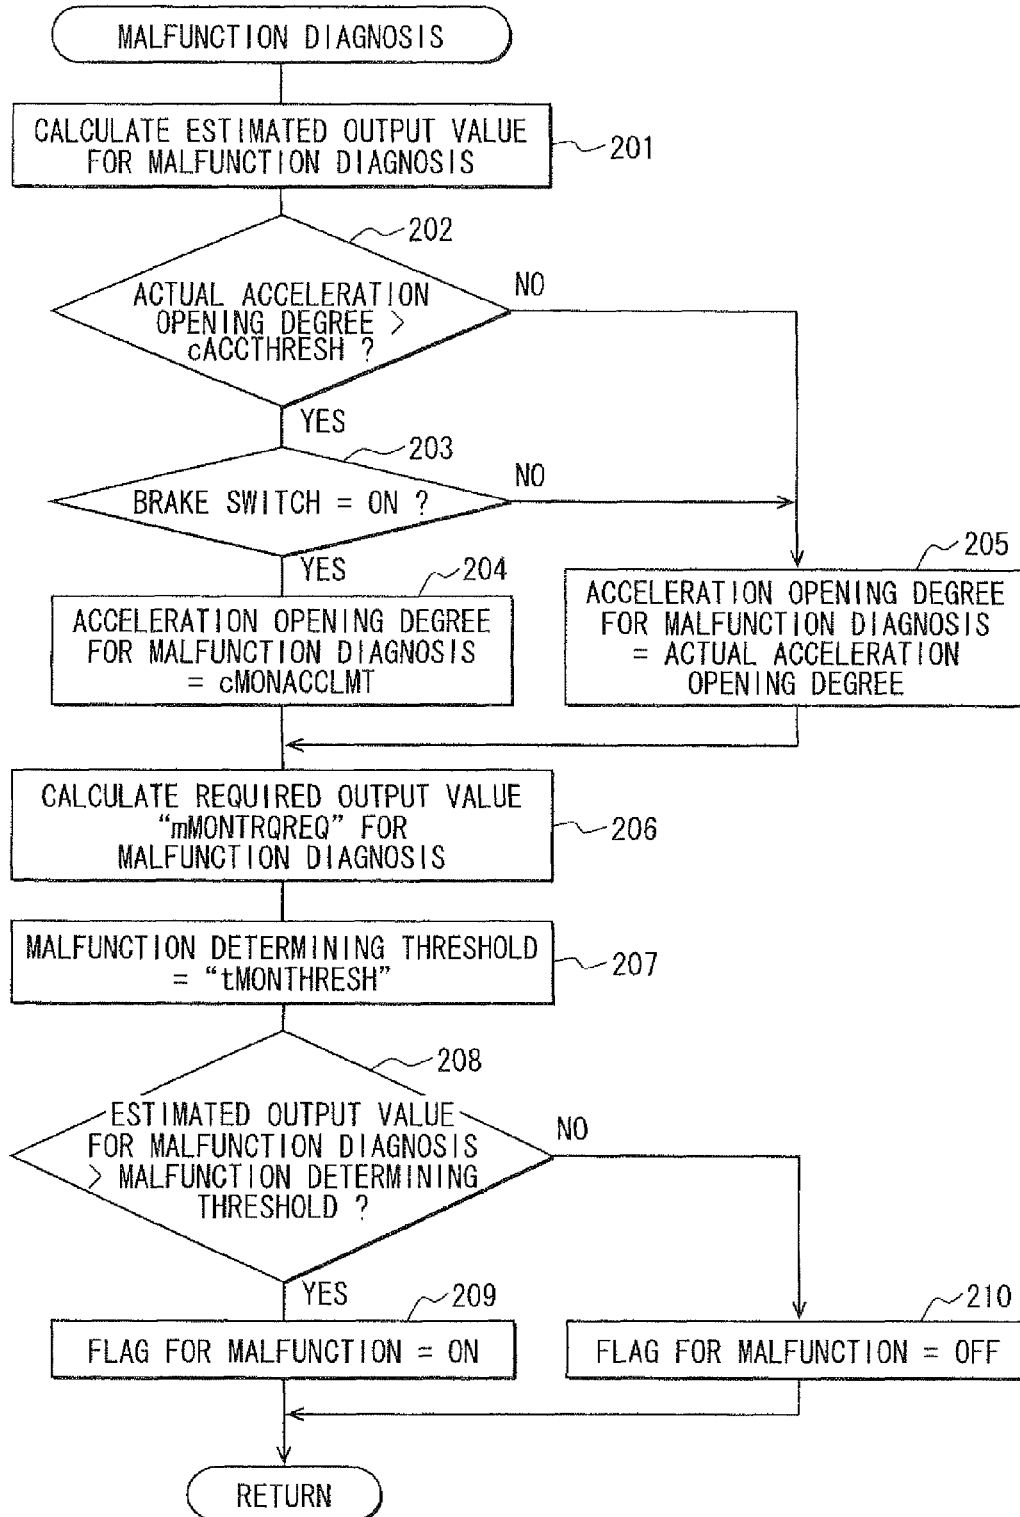 MALFUNCTION DIAGNOSIS
CALCULATE ESTIMATED OUTPUT VALUE
FOR MALFUNCTION DIAGNOSIS
201
202
ACTUAL ACCELERATION
OPENING DEGREE >
cACCTHRESH ?
NO
YES
203
BRAKE SWITCH = ON ?
NO
YES
204
ACCELERATION OPENING DEGREE
FOR MALFUNCTION DIAGNOSIS
= cMONACCLMT
205
ACCELERATION OPENING DEGREE
FOR MALFUNCTION DIAGNOSIS
= ACTUAL ACCELERATION
OPENING DEGREE
CALCULATE REQUIRED OUTPUT VALUE
“mMONTRQREQ” FOR
MALFUNCTION DIAGNOSIS
206
MALFUNCTION DETERMINING THRESHOLD
= “tMONTHRESH”
207
208
ESTIMATED OUTPUT VALUE
FOR MALFUNCTION DIAGNOSIS
> MALFUNCTION DETERMINING
THRESHOLD ?
NO
YES
209
FLAG FOR MALFUNCTION = ON
210
FLAG FOR MALFUNCTION = OFF
RETURN